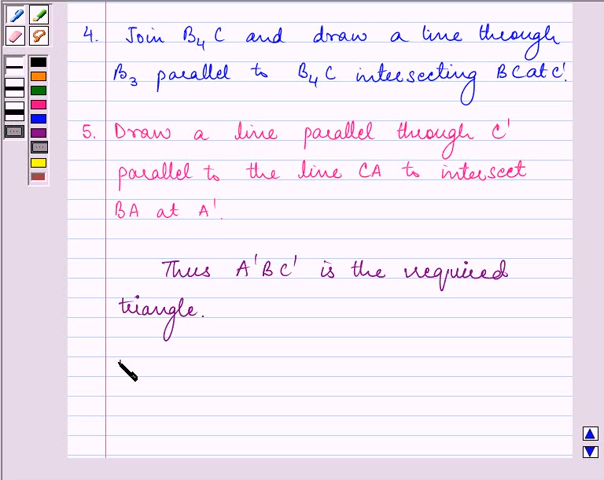 4. Join B₄ C and draw a line through
B₃ parallel to B₄ C intersecting BC at C'.
5. Draw a line parallel through C'
parallel to the line CA to intersect
BA at A'.
Thus A'BC' is the required
triangle.